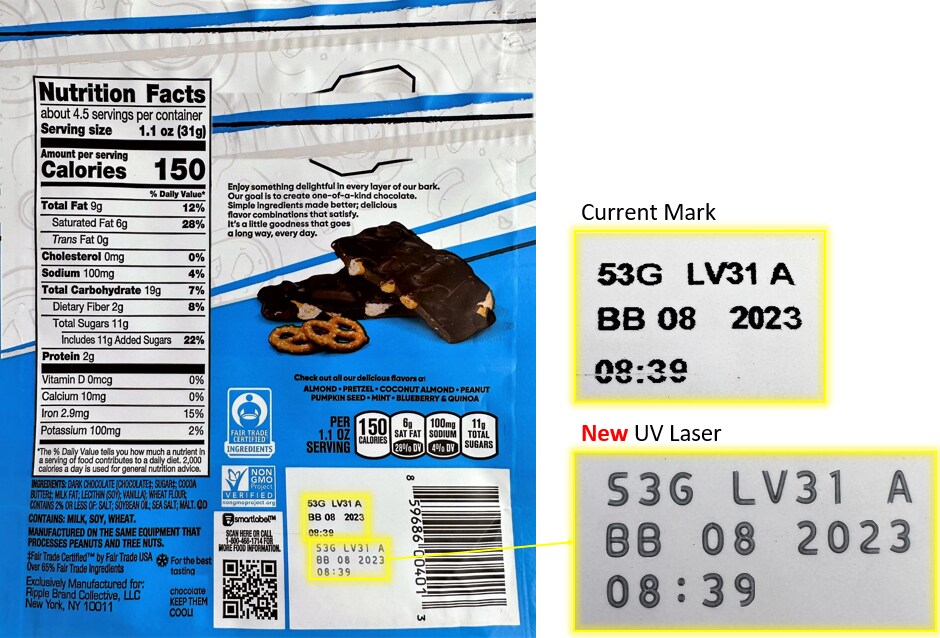 Nutrition Facts
about 4.5 servings per container
Serving size 1.1 oz (31g)
Amount per serving
Calories 150
% Daily Value*
Total Fat 9g 12%
Saturated Fat 6g 28%
Trans Fat 0g
Cholesterol 0mg 0%
Sodium 100mg 4%
Total Carbohydrate 19g 7%
Dietary Fiber 2g 8%
Total Sugars 11g
Includes 11g Added Sugars 22%
Protein 2g
Vitamin D 0mcg 0%
Calcium 10mg 0%
Iron 2.9mg 15%
Potassium 100mg 2%
*The % Daily Value tells you how much a nutrient in
a serving of food contributes to a daily diet. 2,000
calories a day is used for general nutrition advice.
INGREDIENTS: DARK CHOCOLATE (CHOCOLATE‡; SUGAR‡; COCOA
BUTTER‡; MILK FAT; LECITHIN (SOY); VANILLA); WHEAT FLOUR;
CONTAINS 2% OR LESS OF: SALT; SOYBEAN OIL; SEA SALT; MALT.
CONTAINS: MILK, SOY, WHEAT.
MANUFACTURED ON THE SAME EQUIPMENT THAT
PROCESSES PEANUTS AND TREE NUTS.
‡Fair Trade Certified™ by Fair Trade USA
Over 65% Fair Trade Ingredients
Exclusively Manufactured for:
Ripple Brand Collective, LLC
New York, NY 10011
For the best
tasting
chocolate
KEEP THEM
COOL!
Enjoy something delightful in every layer of our bark.
Our goal is to create one-of-a-kind chocolate.
Simple ingredients made better; delicious
flavor combinations that satisfy.
It's a little goodness that goes
a long way, every day.
Check out all our delicious flavors at
ALMOND • PRETZEL • COCONUT ALMOND • PEANUT
PUMPKIN SEED • MINT • BLUEBERRY & QUINOA
FAIR TRADE
CERTIFIED
INGREDIENTS
PER
1.1 OZ
SERVING
150
CALORIES
6g
SAT FAT
28% DV
100mg
SODIUM
4% DV
11g
TOTAL
SUGARS
NON
GMO
Project
VERIFIED
nongmoproject.org
smartlabel™
SCAN HERE OR CALL
1-800-466-1714 FOR
MORE FOOD INFORMATION.
53G LV31 A
BB 08 2023
08:39
53G LV31 A
BB 08 2023
08:39
8 59686 00401 3
Current Mark
53G LV31 A
BB 08 2023
08:39
New UV Laser
53G LV31 A
BB 08 2023
08:39